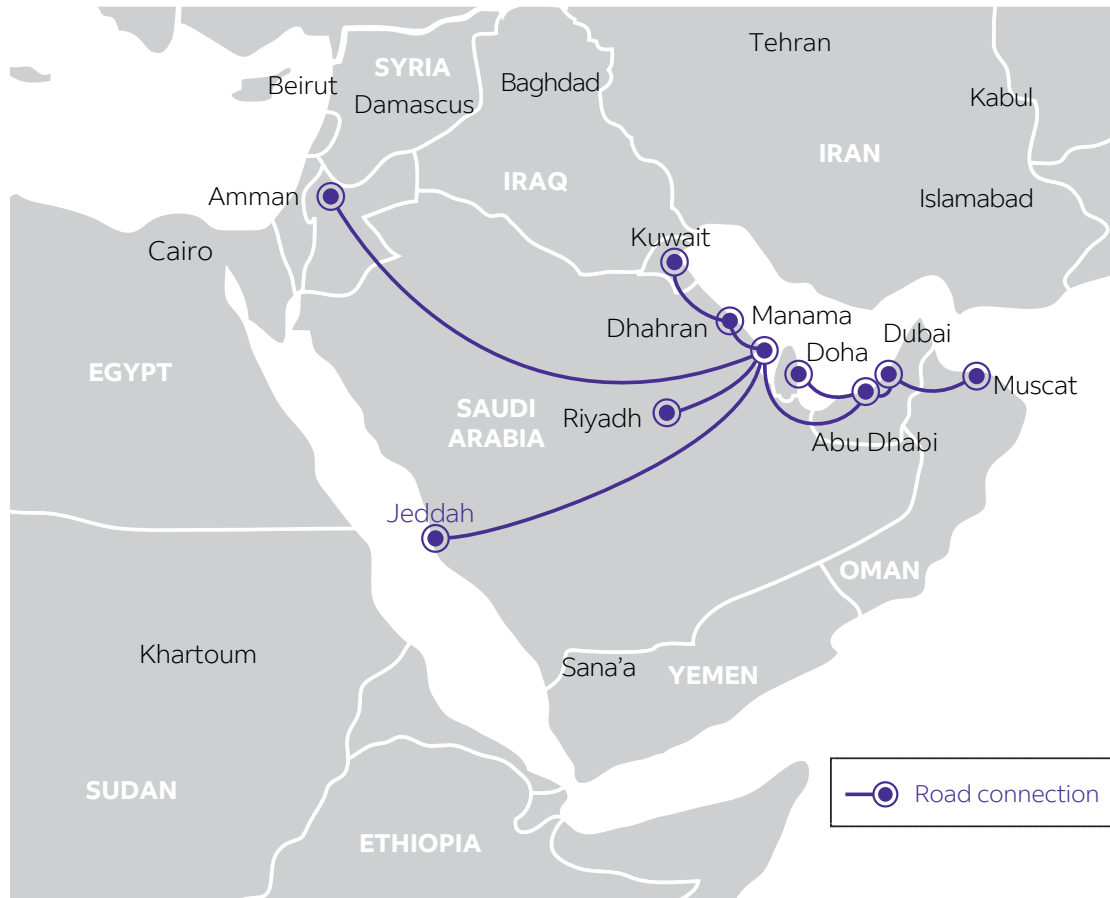 Tehran
SYRIA
Beirut
Baghdad
Damascus
Kabul
IRAN
IRAQ
Amman
Islamabad
Kuwait
Cairo
Manama
Dhahran
Dubai
Doha
EGYPT
Muscat
SAUDI
ARABIA
Riyadh
Abu Dhabi
Jeddah
OMAN
Khartoum
Sana’a
YEMEN
SUDAN
Road connection
ETHIOPIA